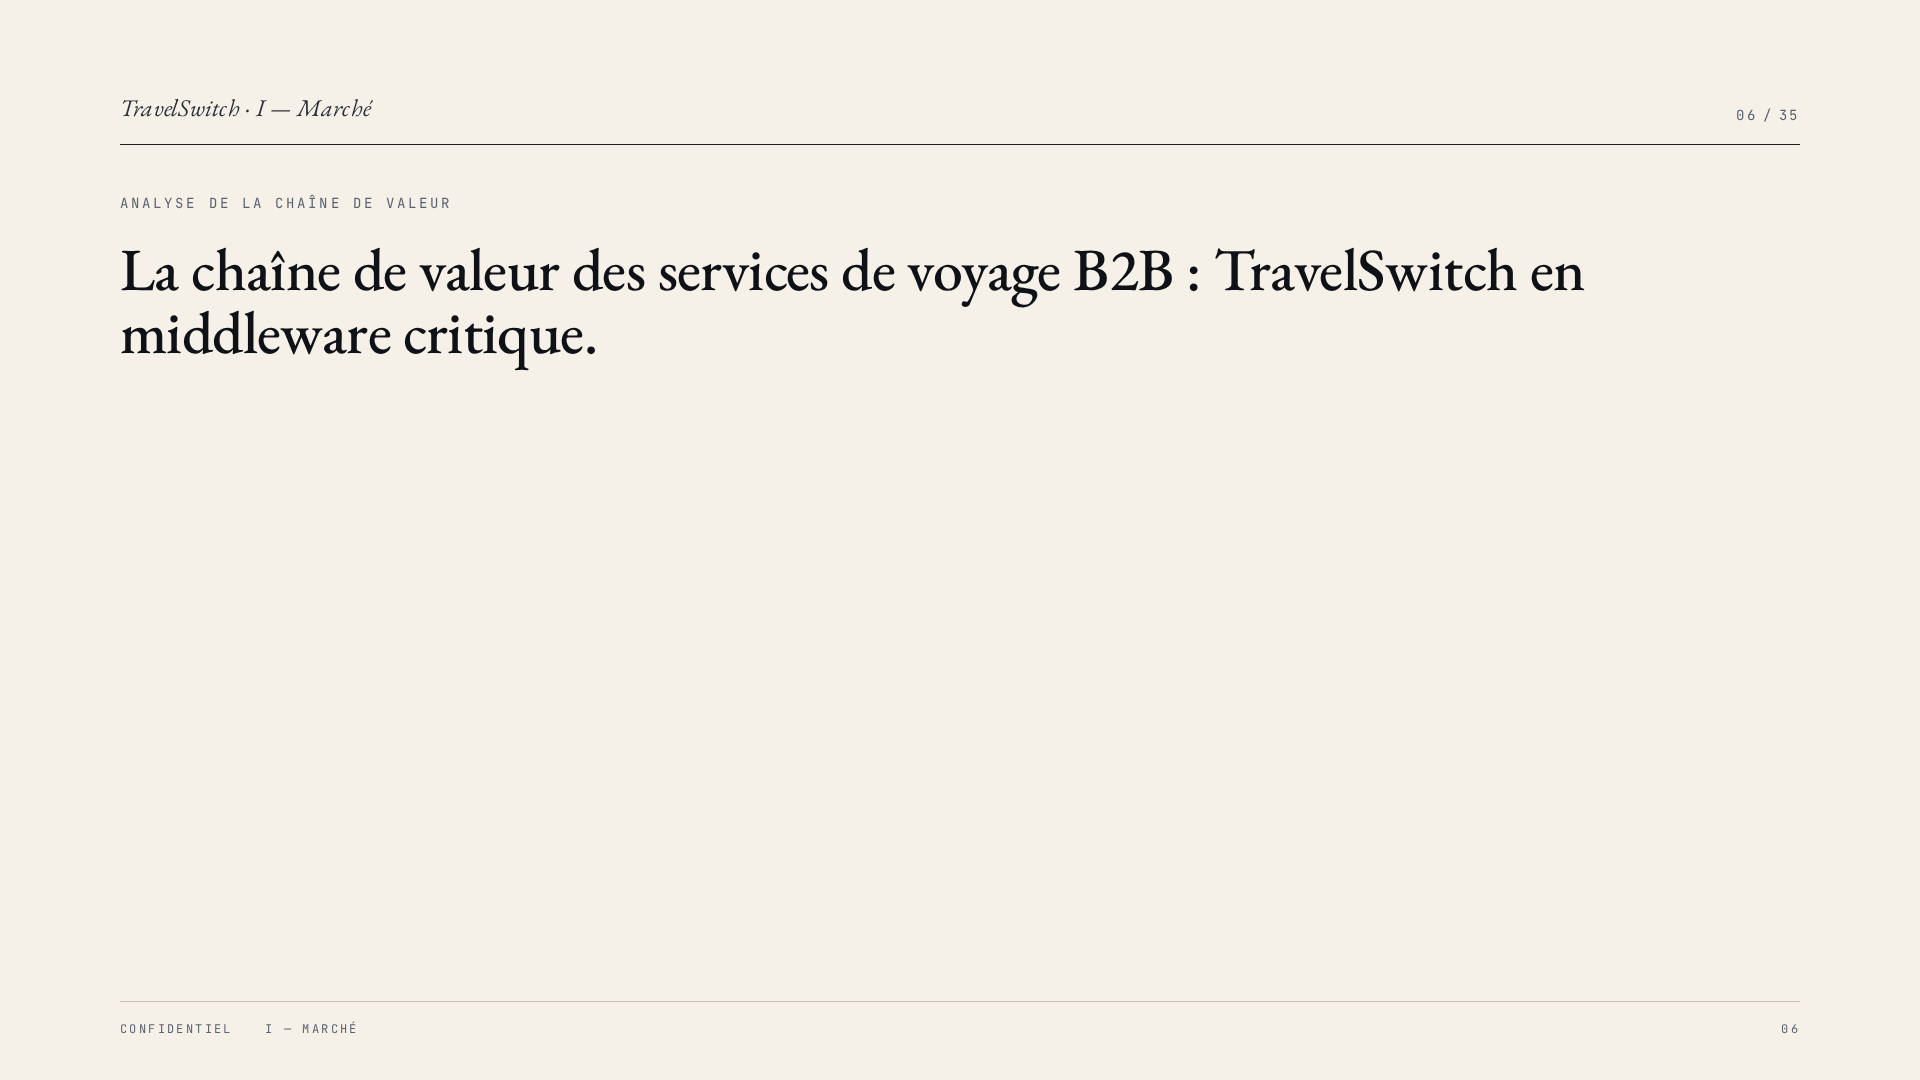 TravelSwitch · I — Marché
06 / 35
ANALYSE DE LA CHAÎNE DE VALEUR
La chaîne de valeur des services de voyage B2B : TravelSwitch en
middleware critique.
CONFIDENTIEL I — MARCHÉ
06